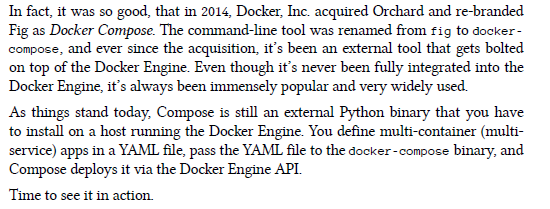 In fact, it was so good, that in 2014, Docker, Inc. acquired Orchard and re-branded
Fig as Docker Compose. The command-line tool was renamed from fig to docker-
compose, and ever since the acquisition, it's been an external tool that gets bolted
on top of the Docker Engine. Even though it's never been fully integrated into the
Docker Engine, it's always been immensely popular and very widely used.
As things stand today, Compose is still an external Python binary that you have
to install on a host running the Docker Engine. You define multi-container (multi-
service) apps in a YAML file, pass the YAML file to the docker-compose binary, and
Compose deploys it via the Docker Engine API.
Time to see it in action.